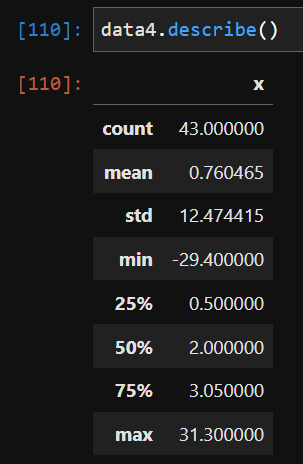 [110]: data4.describe()
[110]: x
count 43.000000
mean 0.760465
std 12.474415
min -29.400000
25% 0.500000
50% 2.000000
75% 3.050000
max 31.300000